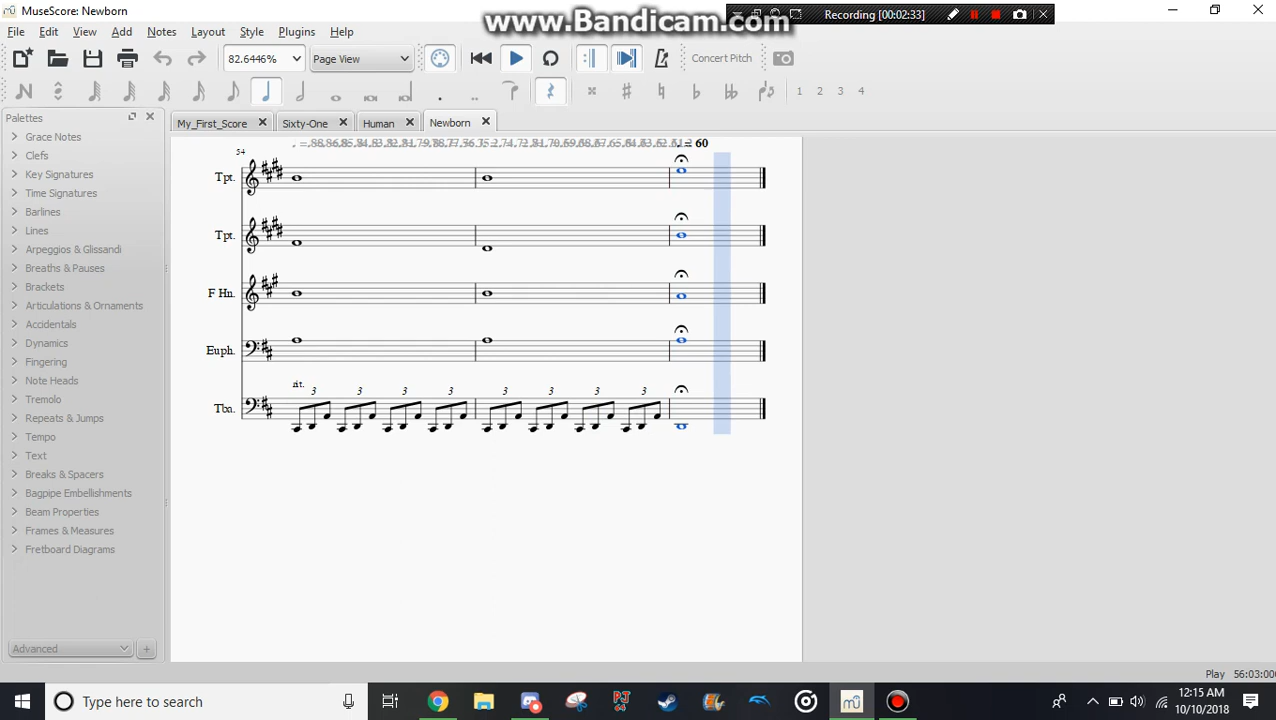 MuseScore: Newborn
www.Bandicam.com
Recording [00:02:33]
File Edit View Add Notes Layout Style Plugins Help
82.6446% Page View Concert Pitch
1 2 3 4
Palettes
My_First_Score Sixty-One Human Newborn
Grace Notes
Clefs
Key Signatures
Time Signatures
Barlines
Lines
Arpeggios & Glissandi
Breaths & Pauses
Brackets
Articulations & Ornaments
Accidentals
Dynamics
Fingering
Note Heads
Tremolo
Repeats & Jumps
Tempo
Text
Breaks & Spacers
Bagpipe Embellishments
Beam Properties
Frames & Measures
Fretboard Diagrams
Advanced
= 60
54
Tpt.
Tpt.
F Hn.
Euph.
rit.
3 3 3 3 3 3 3 3
Tbn.
Play 56:03:00
Type here to search
12:15 AM
10/10/2018